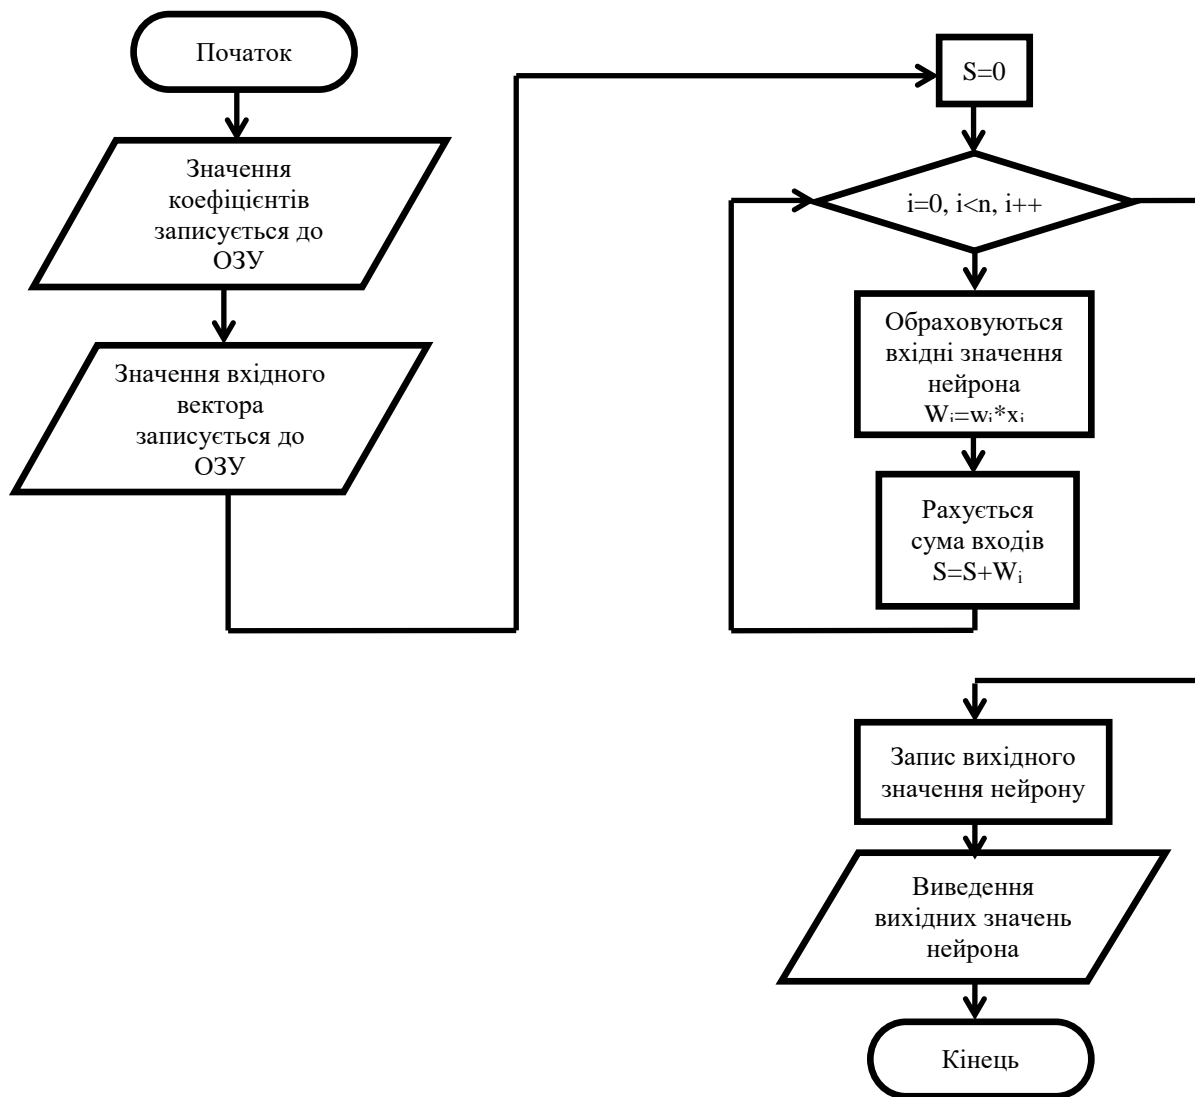 Початок
Значення
коефіцієнтів
записується до
ОЗУ
Значення вхідного
вектора
записується до
ОЗУ
S=0
i=0, i<n, i++
Обраховуються
вхідні значення
нейрона
Wᵢ=wᵢ*xᵢ
Рахується
сума входів
S=S+Wᵢ
Запис вихідного
значення нейрону
Виведення
вихідних значень
нейрона
Кінець